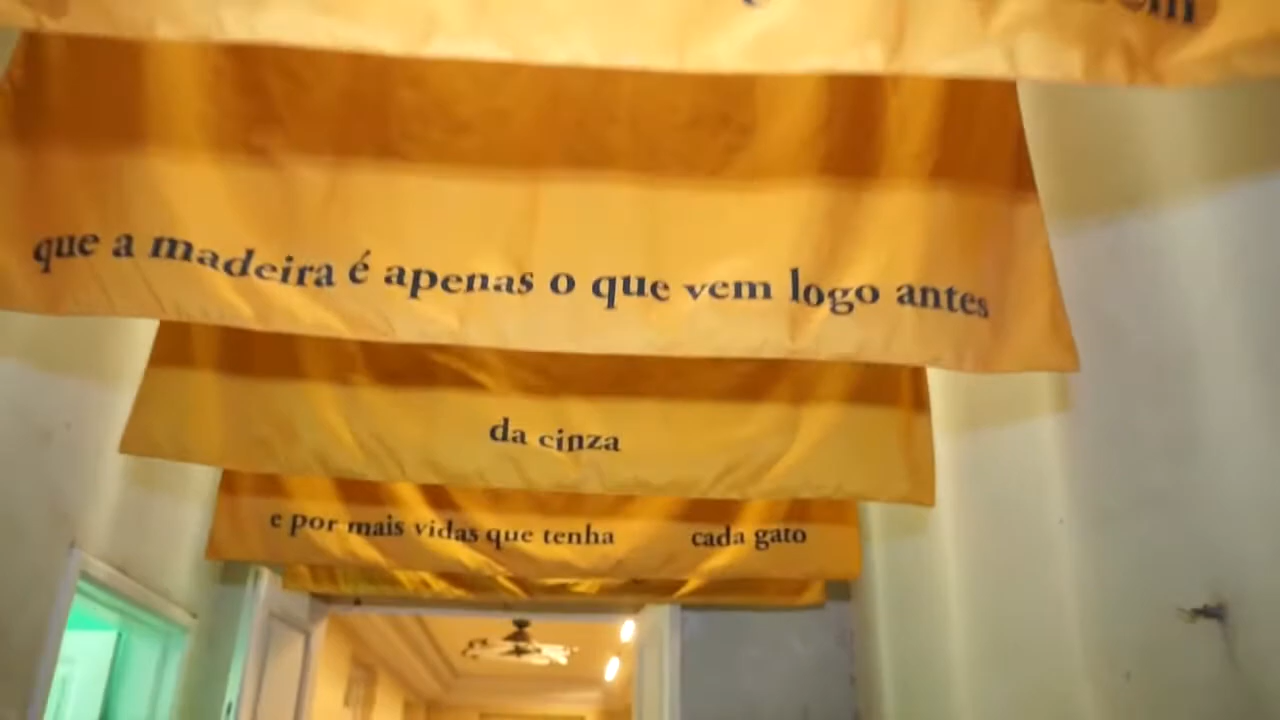 que a madeira é apenas o que vem logo antes
da cinza
e por mais vidas que tenha cada gato